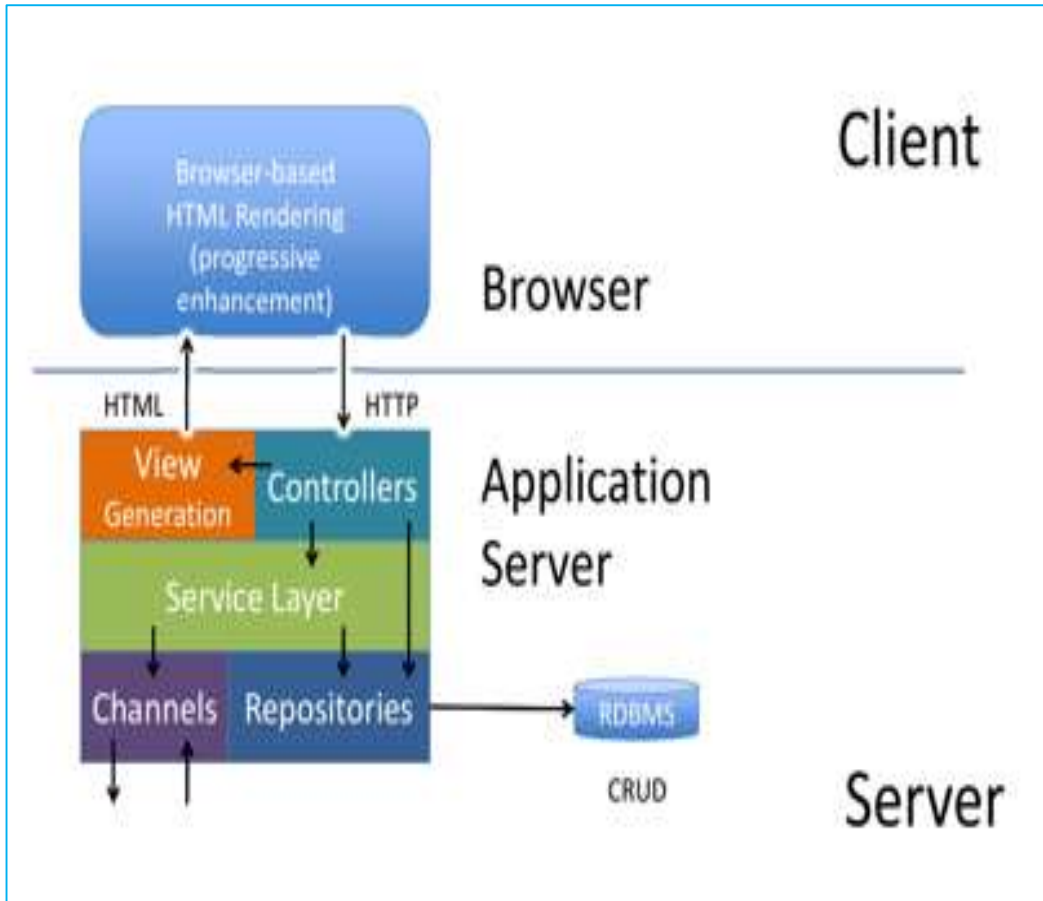 Client
Browser-based
HTML Rendering
(progressive
enhancement)
Browser
HTML
HTTP
View
Generation
Controllers
Application
Server
Service Layer
Channels
Repositories
RDBMS
CRUD
Server